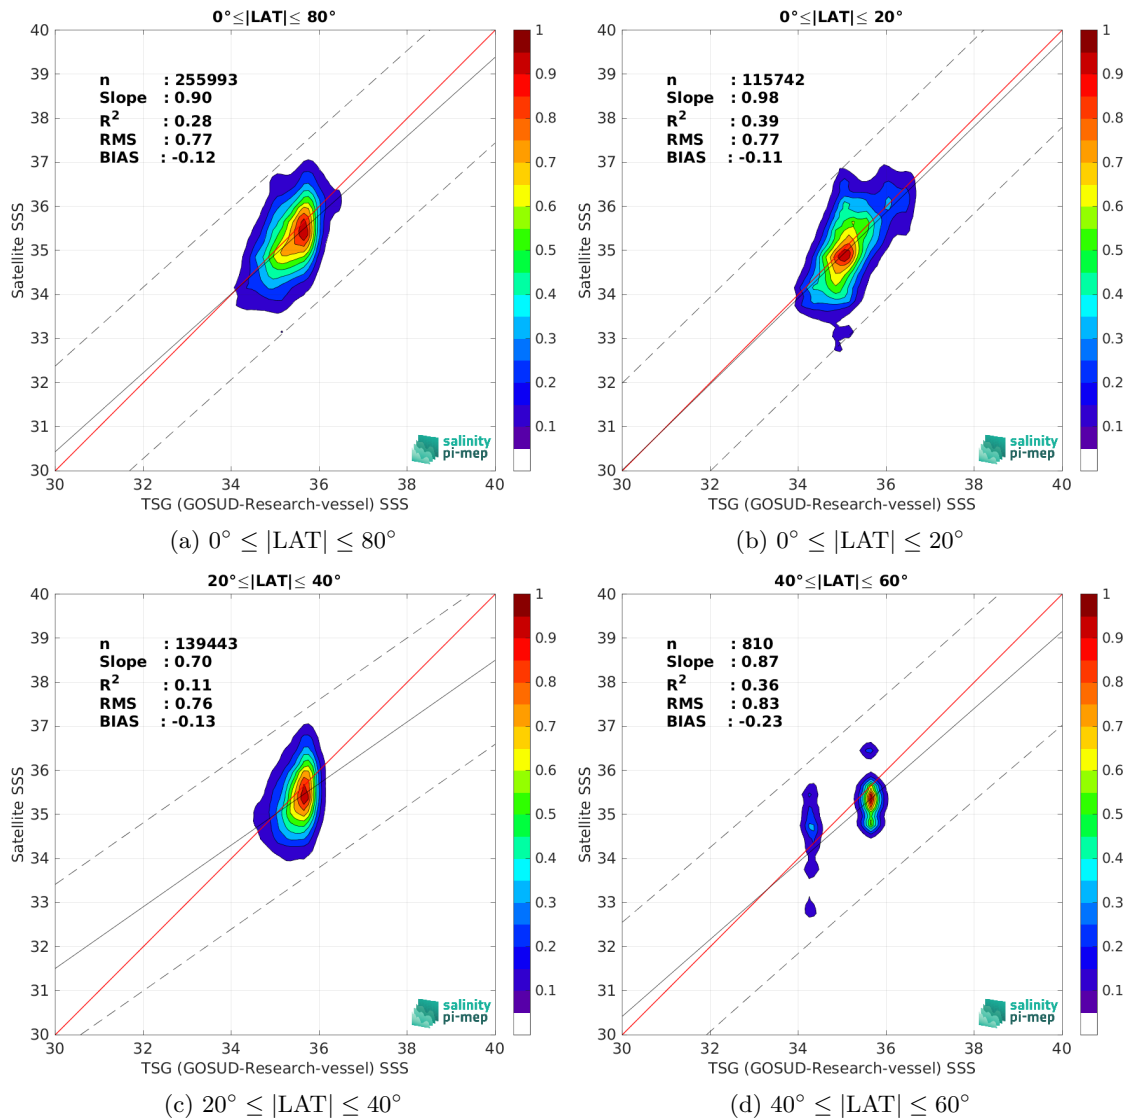 0°≤|LAT|≤ 80°
40
39
38
37
36
35
34
33
32
31
30
Satellite SSS
n : 255993
Slope : 0.90
R² : 0.28
RMS : 0.77
BIAS : -0.12
1
0.9
0.8
0.7
0.6
0.5
0.4
0.3
0.2
0.1
salinity
pi-mep
30 32 34 36 38 40
TSG (GOSUD-Research-vessel) SSS
(a) 0° ≤ |LAT| ≤ 80°
0°≤|LAT|≤ 20°
40
39
38
37
36
35
34
33
32
31
30
Satellite SSS
n : 115742
Slope : 0.98
R² : 0.39
RMS : 0.77
BIAS : -0.11
1
0.9
0.8
0.7
0.6
0.5
0.4
0.3
0.2
0.1
salinity
pi-mep
30 32 34 36 38 40
TSG (GOSUD-Research-vessel) SSS
(b) 0° ≤ |LAT| ≤ 20°
20°≤|LAT|≤ 40°
40
39
38
37
36
35
34
33
32
31
30
Satellite SSS
n : 139443
Slope : 0.70
R² : 0.11
RMS : 0.76
BIAS : -0.13
1
0.9
0.8
0.7
0.6
0.5
0.4
0.3
0.2
0.1
salinity
pi-mep
30 32 34 36 38 40
TSG (GOSUD-Research-vessel) SSS
(c) 20° ≤ |LAT| ≤ 40°
40°≤|LAT|≤ 60°
40
39
38
37
36
35
34
33
32
31
30
Satellite SSS
n : 810
Slope : 0.87
R² : 0.36
RMS : 0.83
BIAS : -0.23
1
0.9
0.8
0.7
0.6
0.5
0.4
0.3
0.2
0.1
salinity
pi-mep
30 32 34 36 38 40
TSG (GOSUD-Research-vessel) SSS
(d) 40° ≤ |LAT| ≤ 60°